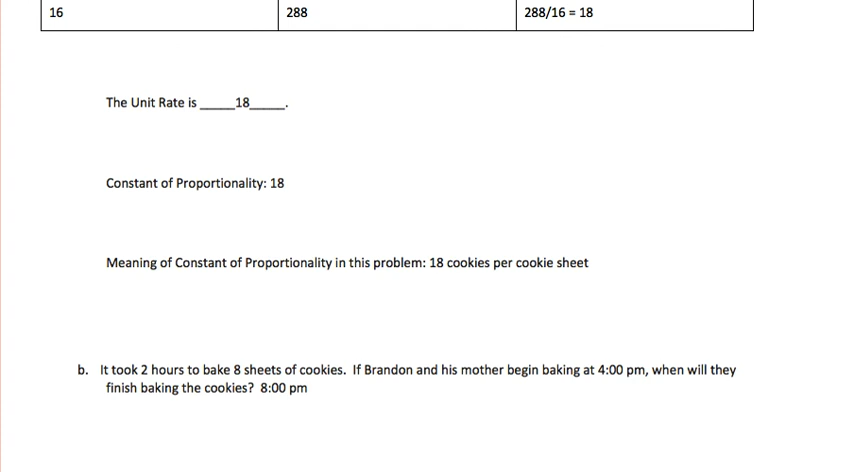 16 288 288/16 = 18
The Unit Rate is _____18_____.
Constant of Proportionality: 18
Meaning of Constant of Proportionality in this problem: 18 cookies per cookie sheet
b. It took 2 hours to bake 8 sheets of cookies. If Brandon and his mother begin baking at 4:00 pm, when will they
finish baking the cookies? 8:00 pm